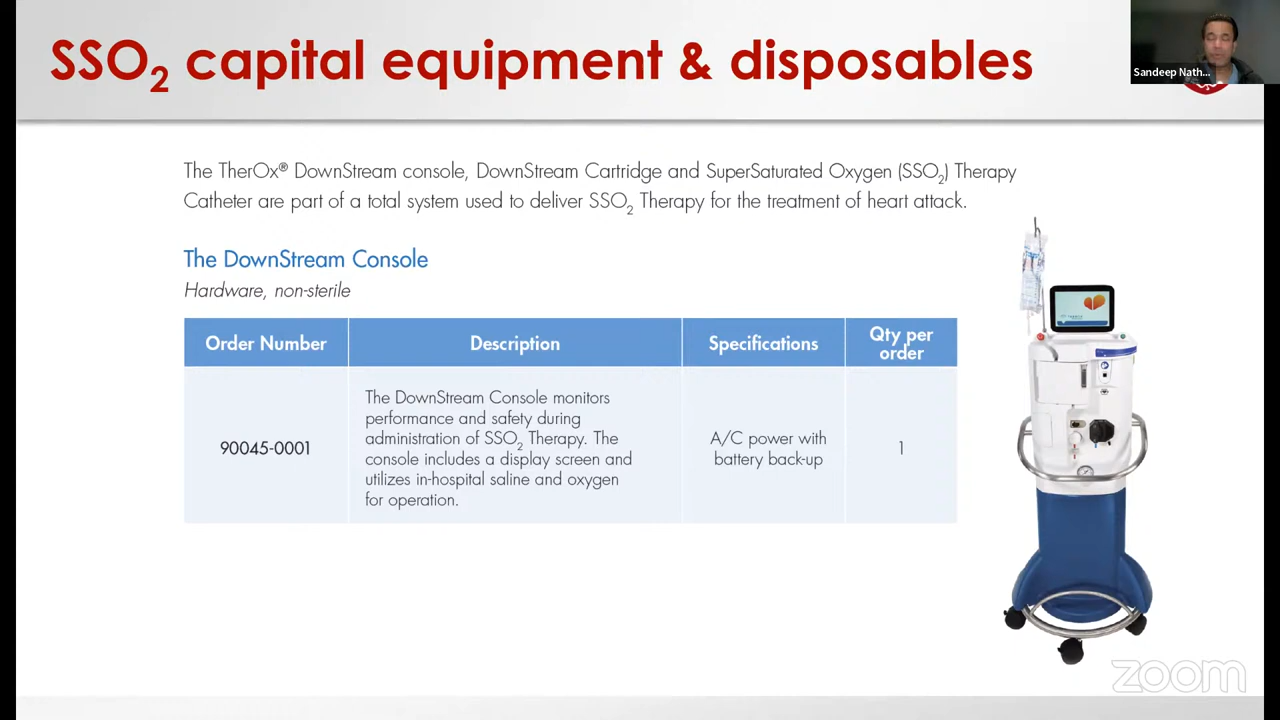 SSO2 capital equipment & disposables
Sandeep Nath...
The TherOx® DownStream console, DownStream Cartridge and SuperSaturated Oxygen (SSO2) Therapy
Catheter are part of a total system used to deliver SSO2 Therapy for the treatment of heart attack.
The DownStream Console
Hardware, non-sterile
Order Number
Description
Specifications
Qty per
order
90045-0001
The DownStream Console monitors
performance and safety during
administration of SSO2 Therapy. The
console includes a display screen and
utilizes in-hospital saline and oxygen
for operation.
A/C power with
battery back-up
1
zoom